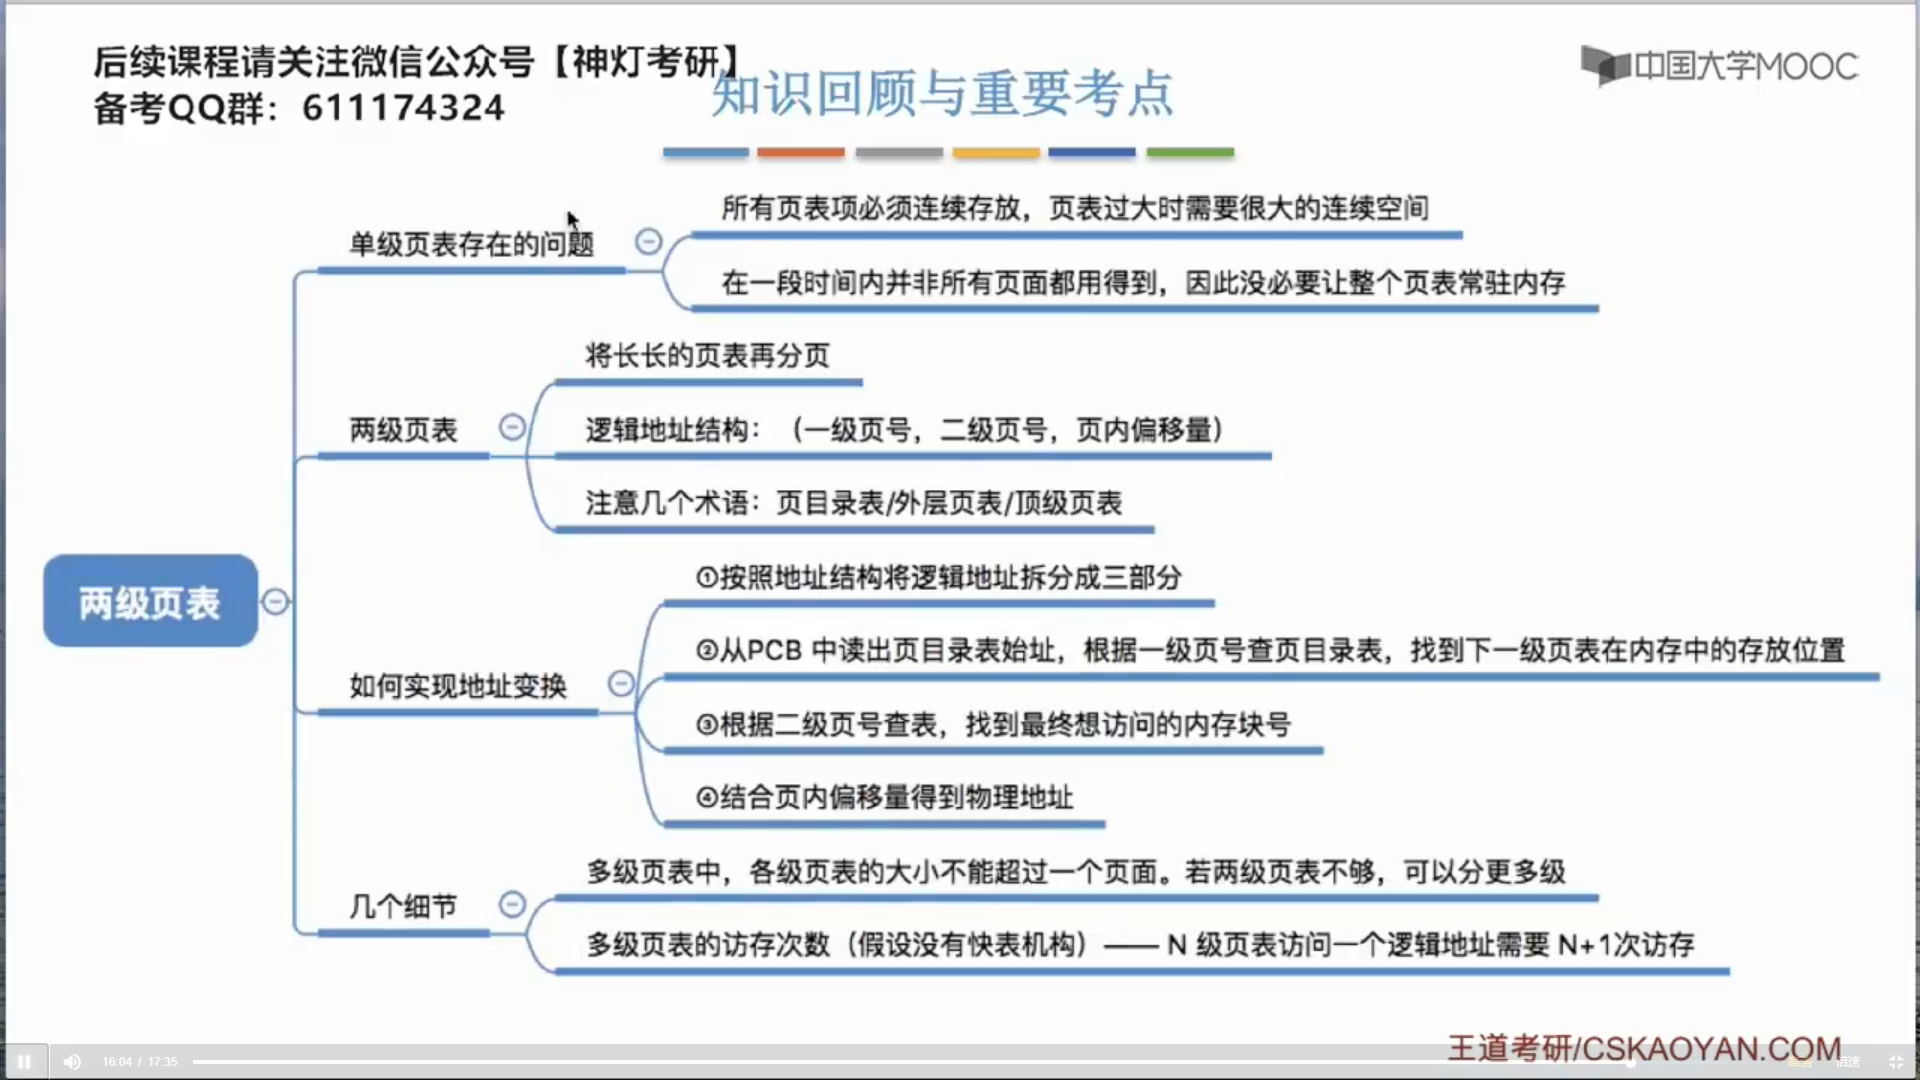 后续课程请关注微信公众号【神灯考研】
备考QQ群：611174324
知识回顾与重要考点
中国大学MOOC
所有页表项必须连续存放，页表过大时需要很大的连续空间
单级页表存在的问题
在一段时间内并非所有页面都用得到，因此没必要让整个页表常驻内存
将长长的页表再分页
两级页表
逻辑地址结构：（一级页号，二级页号，页内偏移量）
注意几个术语：页目录表/外层页表/顶级页表
两级页表
①按照地址结构将逻辑地址拆分成三部分
②从PCB 中读出页目录表始址，根据一级页号查页目录表，找到下一级页表在内存中的存放位置
如何实现地址变换
③根据二级页号查表，找到最终想访问的内存块号
④结合页内偏移量得到物理地址
多级页表中，各级页表的大小不能超过一个页面。若两级页表不够，可以分更多级
几个细节
多级页表的访存次数（假设没有快表机构）—— N 级页表访问一个逻辑地址需要 N+1次访存
王道考研/CSKAOYAN.COM
16:04 / 17:35
高清
倍速